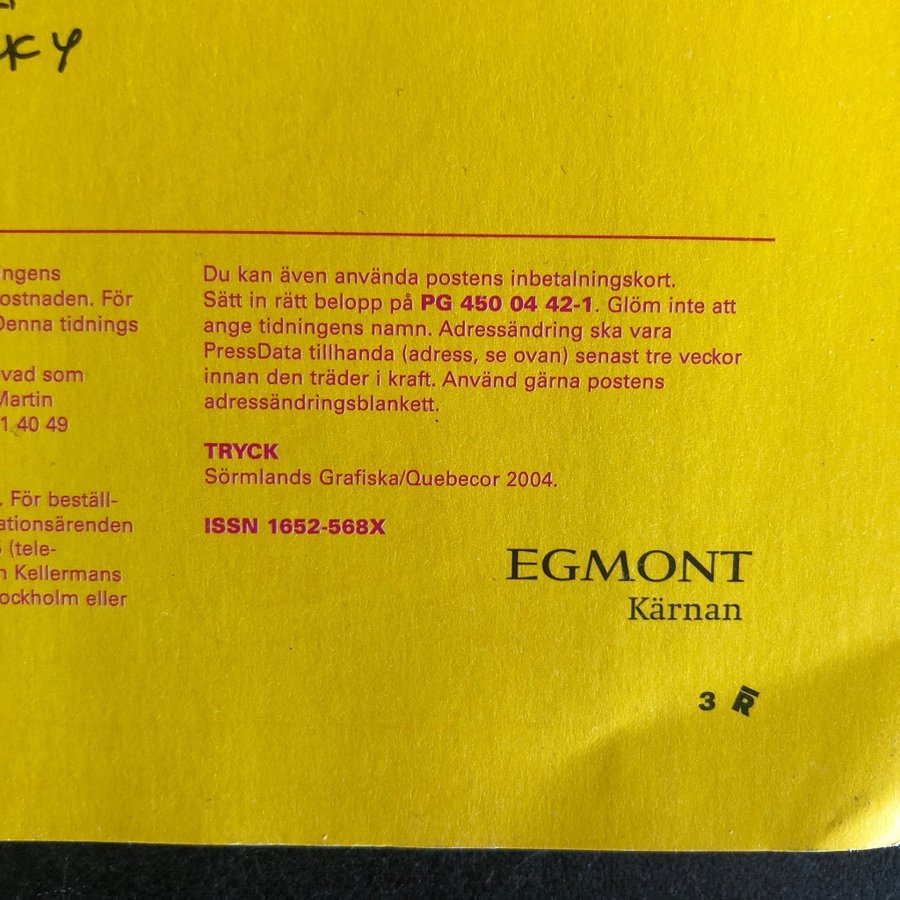 KY
ngens
ostnaden. För
Denna tidnings
vad som
Martin
1 40 49
. För beställ-
ationsärenden
(tele-
n Kellermans
ockholm eller
Du kan även använda postens inbetalningskort.
Sätt in rätt belopp på PG 450 04 42-1. Glöm inte att
ange tidningens namn. Adressändring ska vara
PressData tillhanda (adress, se ovan) senast tre veckor
innan den träder i kraft. Använd gärna postens
adressändringsblankett.
TRYCK
Sörmlands Grafiska/Quebecor 2004.
ISSN 1652-568X
EGMONT
Kärnan
3 R